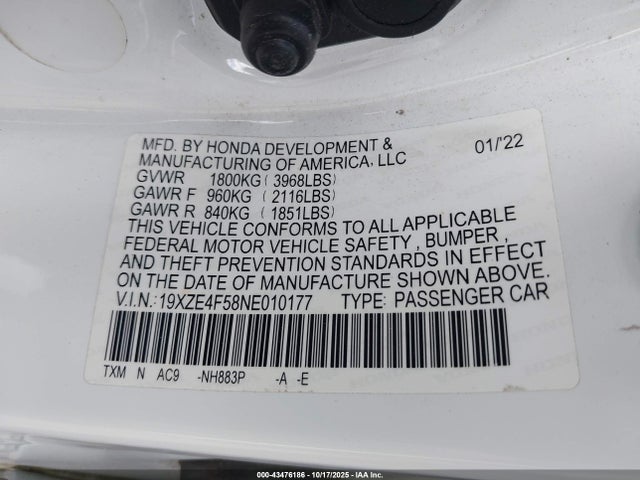 MFD. BY HONDA DEVELOPMENT &
MANUFACTURING OF AMERICA, LLC 01/'22
GVWR 1800KG ( 3968LBS)
GAWR F 960KG ( 2116LBS)
GAWR R 840KG ( 1851LBS)
THIS VEHICLE CONFORMS TO ALL APPLICABLE
FEDERAL MOTOR VEHICLE SAFETY , BUMPER ,
AND THEFT PREVENTION STANDARDS IN EFFECT
ON THE DATE OF MANUFACTURE SHOWN ABOVE.
V.I.N.: 19XZE4F58NE010177 TYPE: PASSENGER CAR
TXM N AC9 -NH883P -A -E
000-43476186 - 10/17/2025 - IAA Inc.